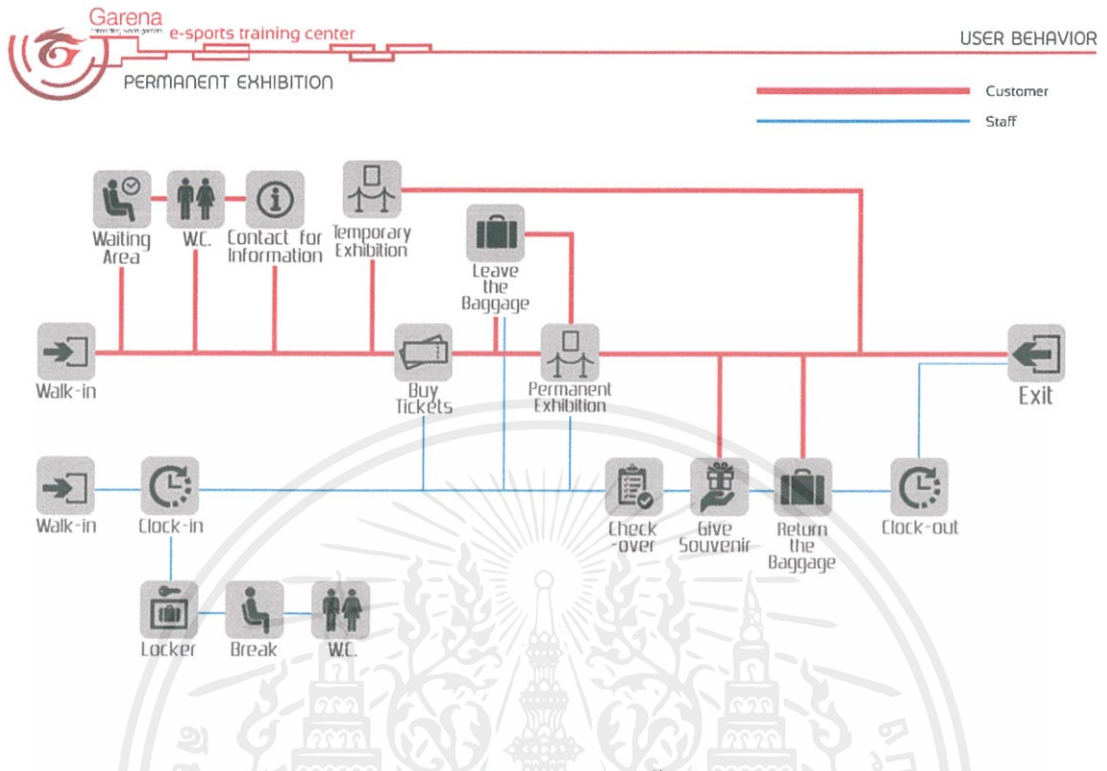 Garena
e-sports training center
USER BEHAVIOR
PERMANENT EXHIBITION
Customer
Staff
Waiting
Area
W.C.
Contact for
Information
Temporary
Exhibition
Leave
the
Baggage
Walk-in
Buy
Tickets
Permanent
Exhibition
Exit
Walk-in
Clock-in
Check
-over
Give
Souvenir
Return
the
Baggage
Clock-out
Locker
Break
W.C.